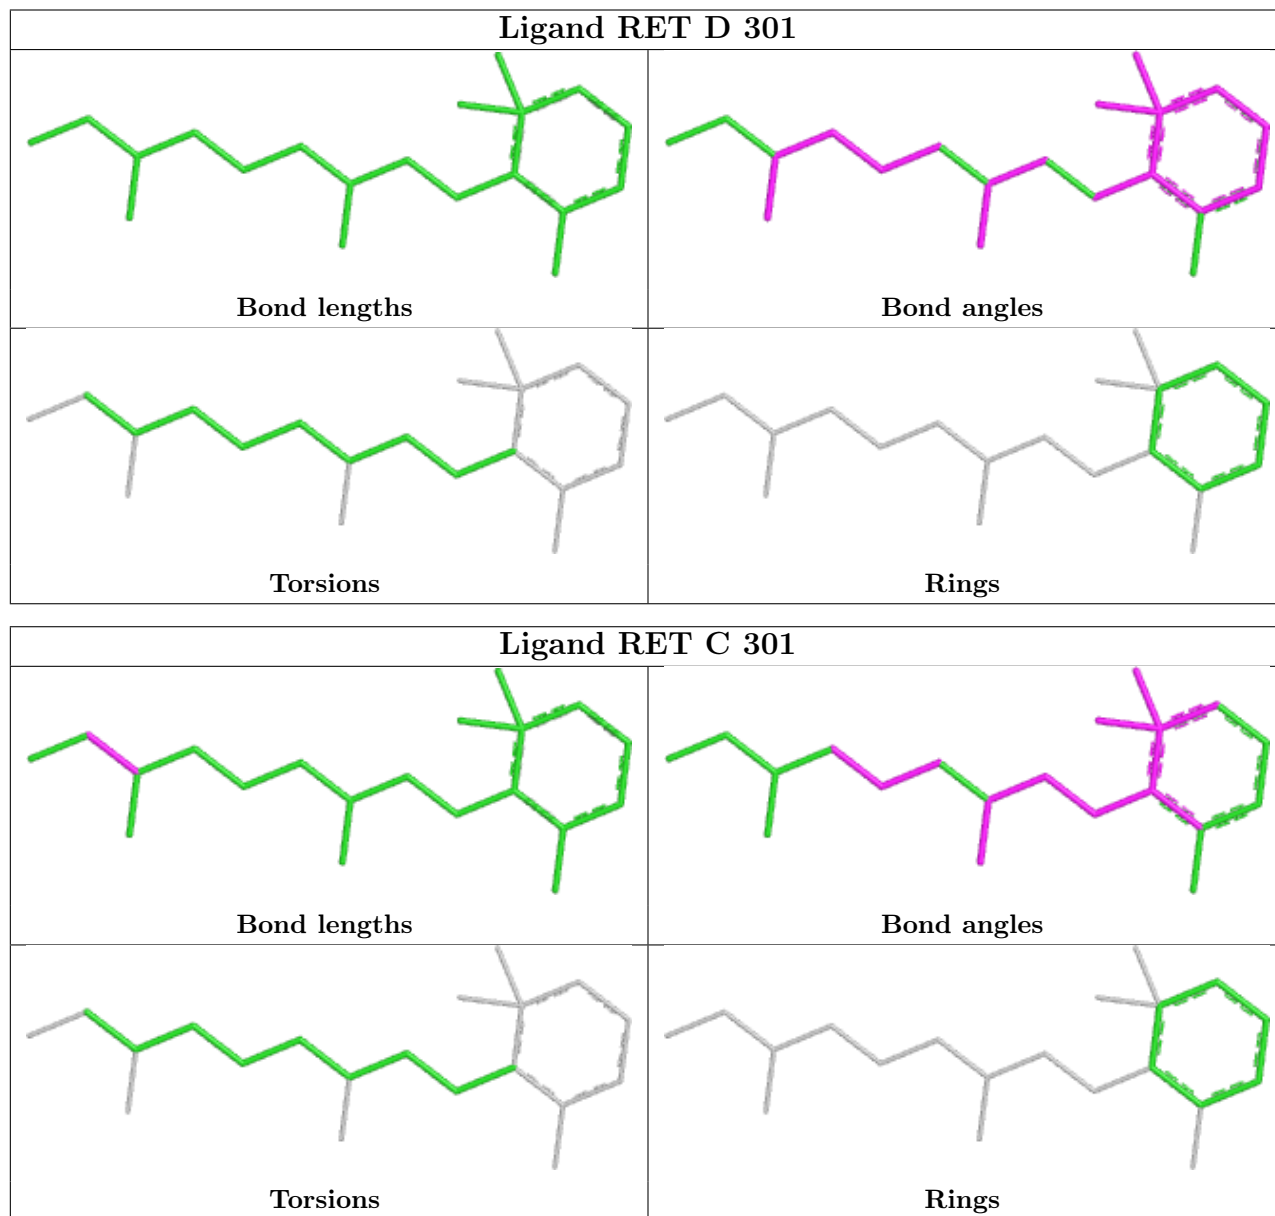 Ligand RET D 301
Bond lengths
Bond angles
Torsions
Rings
Ligand RET C 301
Bond lengths
Bond angles
Torsions
Rings